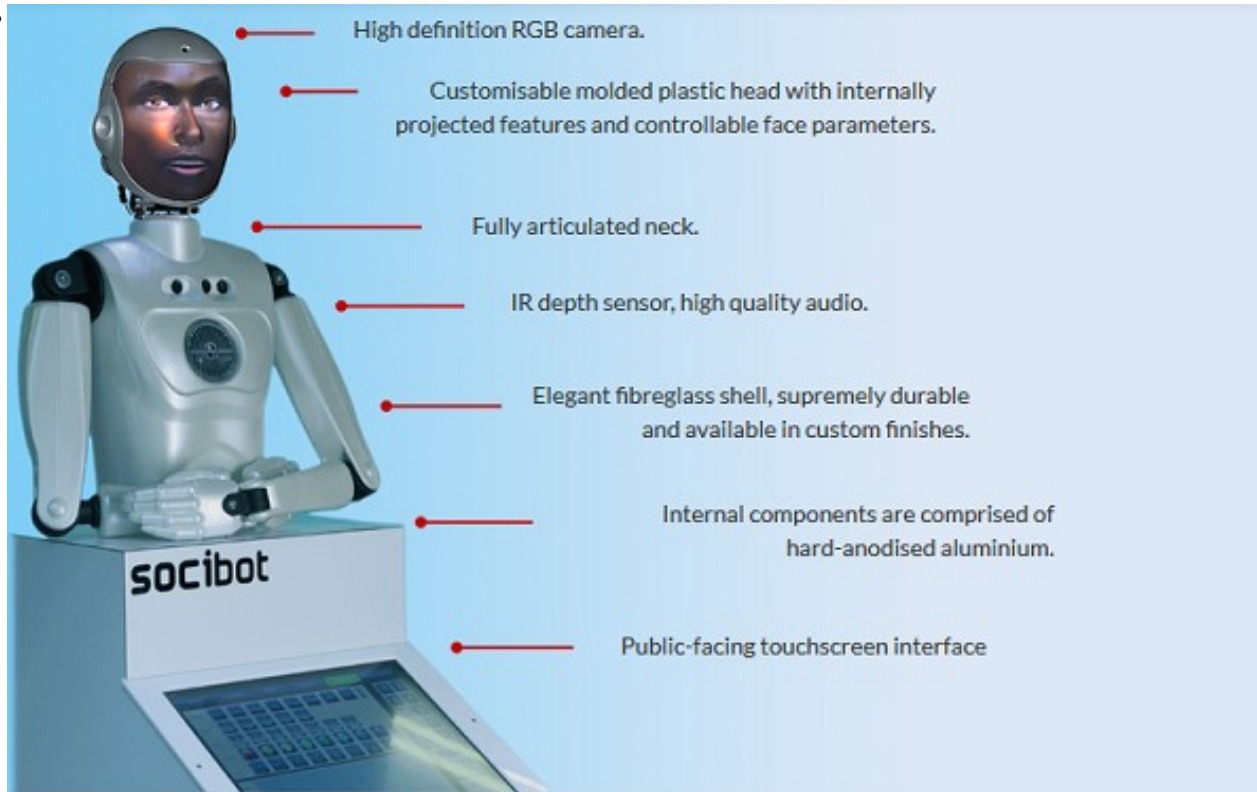 High definition RGB camera.
Customisable molded plastic head with internally
projected features and controllable face parameters.
Fully articulated neck.
IR depth sensor, high quality audio.
Elegant fibreglass shell, supremely durable
and available in custom finishes.
Internal components are comprised of
hard-anodised aluminium.
socibot
Public-facing touchscreen interface